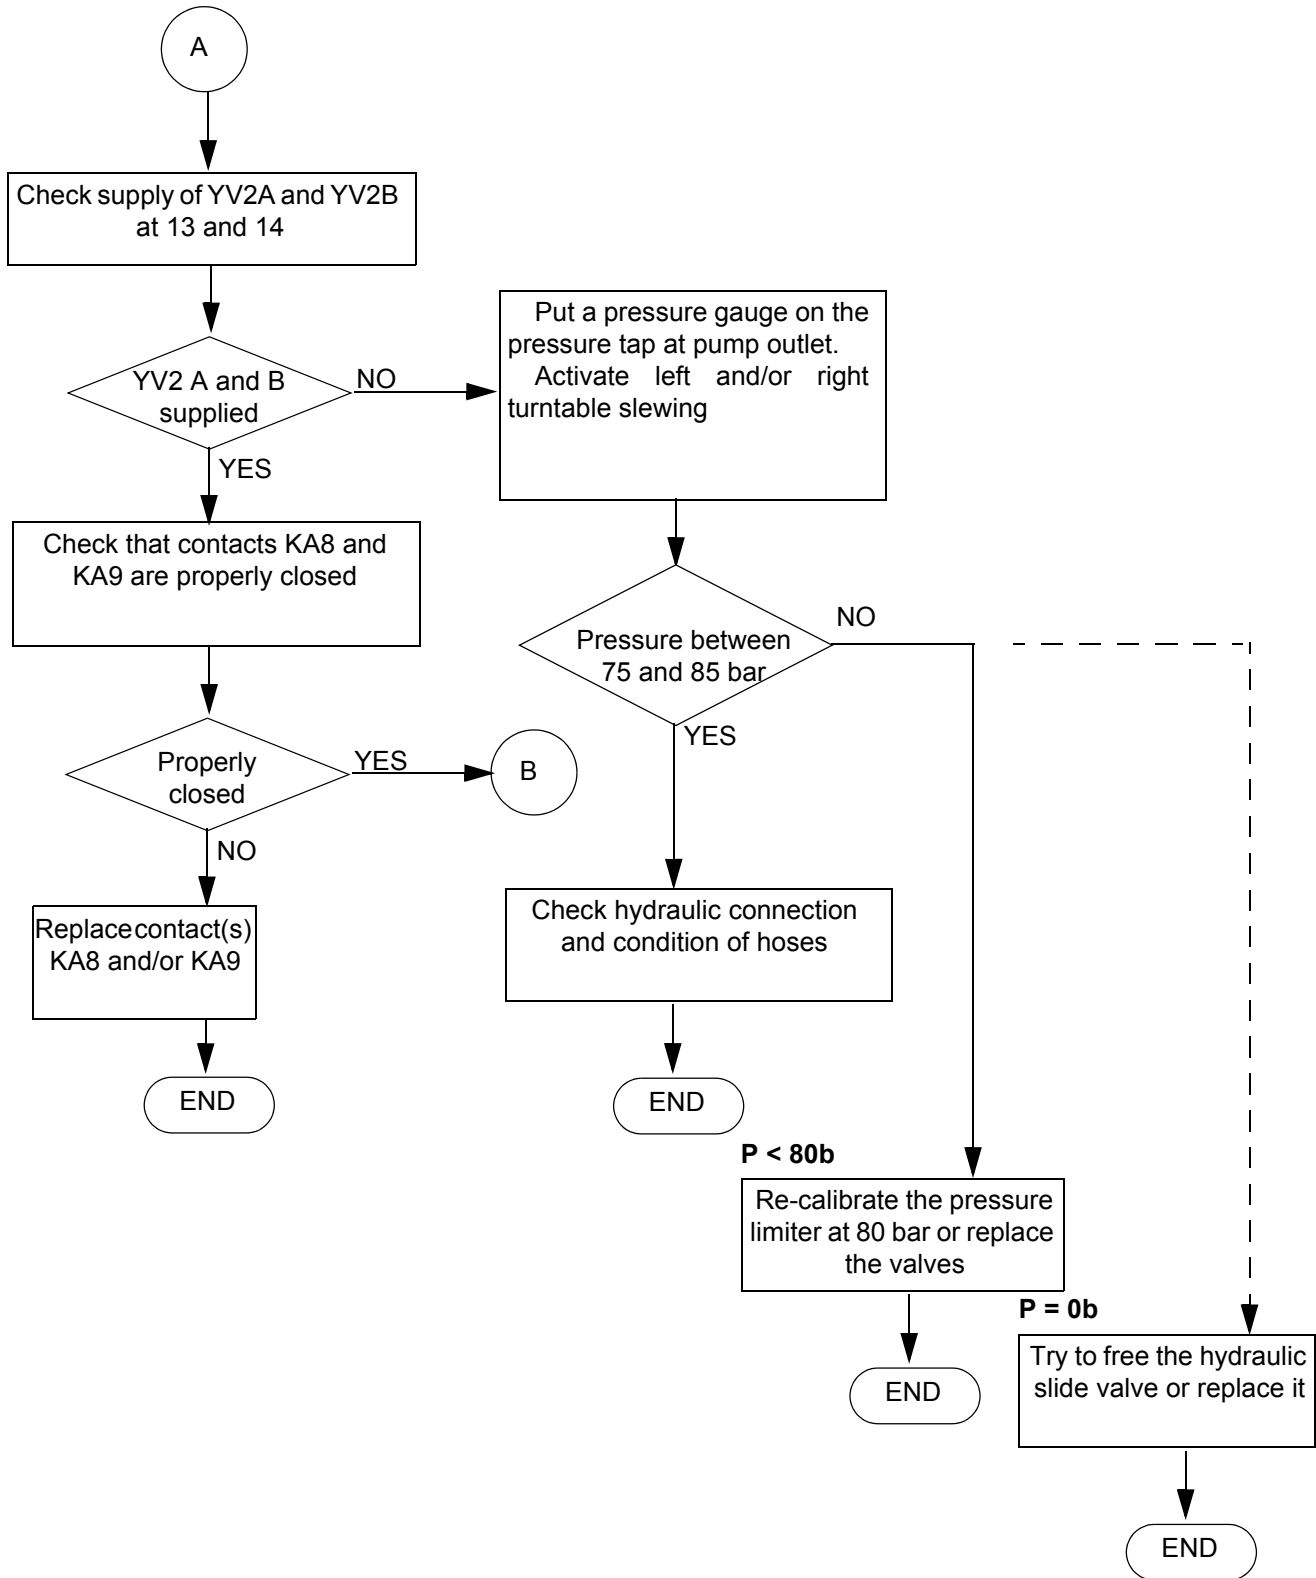 A
Check supply of YV2A and YV2B
at 13 and 14
YV2 A and B
supplied
NO
YES
Put a pressure gauge on the
pressure tap at pump outlet.
Activate left and/or right
turntable slewing
Check that contacts KA8 and
KA9 are properly closed
Pressure between
75 and 85 bar
NO
YES
Properly
closed
YES
B
NO
Replace contact(s)
KA8 and/or KA9
END
Check hydraulic connection
and condition of hoses
END
P < 80b
Re-calibrate the pressure
limiter at 80 bar or replace
the valves
END
P = 0b
Try to free the hydraulic
slide valve or replace it
END